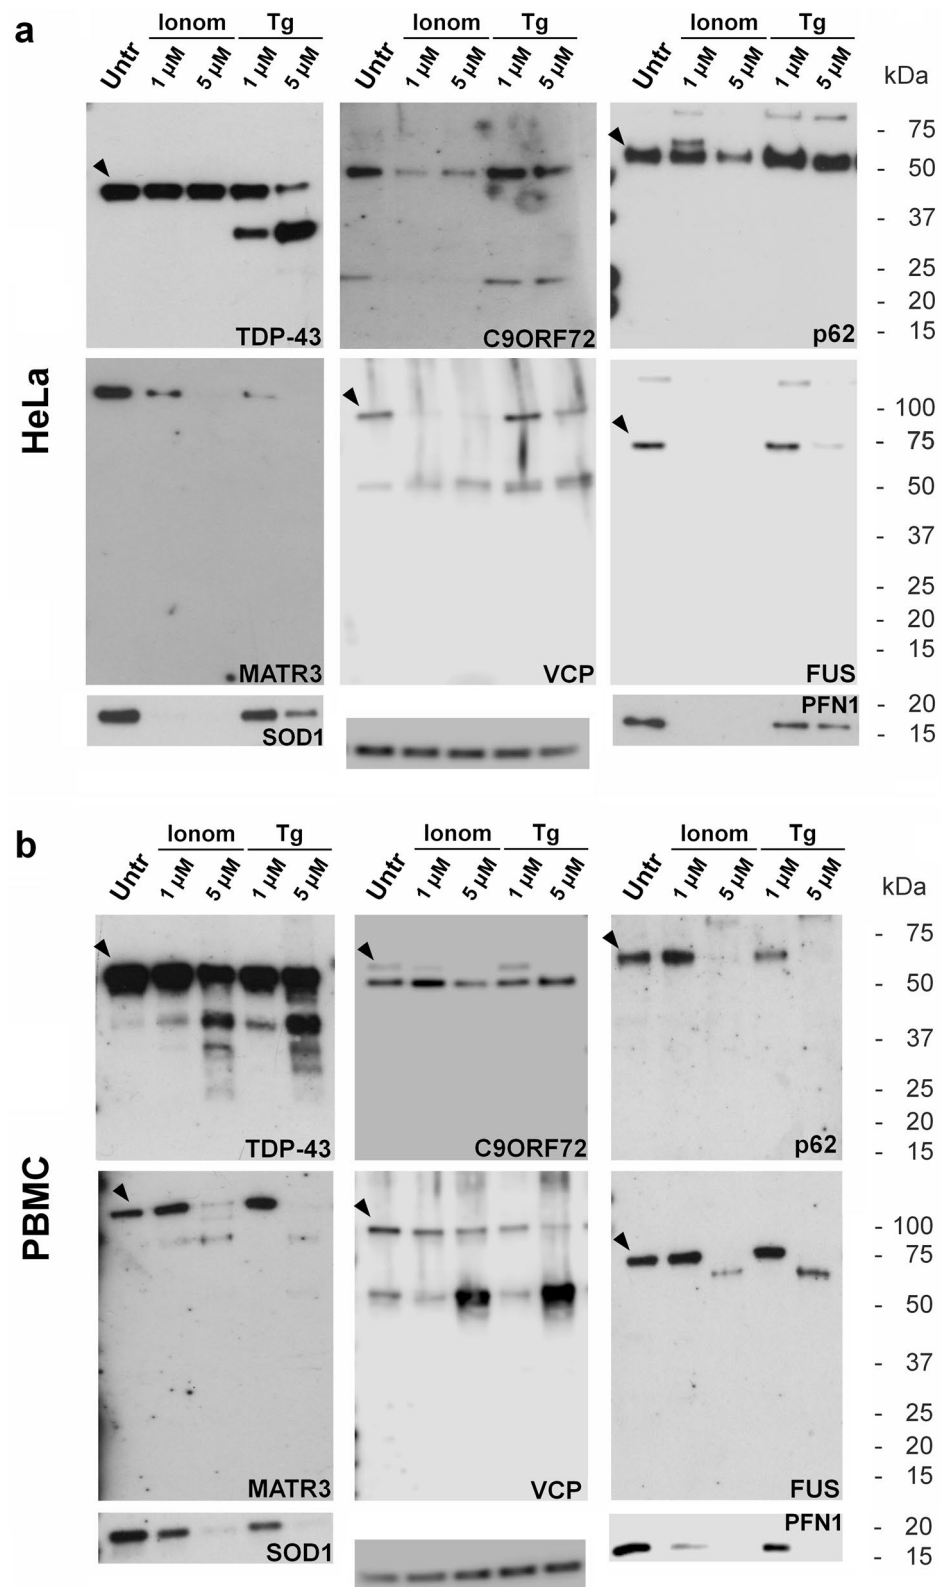 a
Ionom Tg Ionom Tg Ionom Tg
Untr 1 µM 5 µM 1 µM 5 µM Untr 1 µM 5 µM 1 µM 5 µM Untr 1 µM 5 µM 1 µM 5 µM
kDa
- 75
- 50
- 37
- 25
- 20
- 15
TDP-43 C9ORF72 p62
HeLa
- 100
- 75
- 50
- 37
- 25
- 20
- 15
MATR3 VCP FUS
PFN1
- 20
- 15
SOD1
b
Ionom Tg Ionom Tg Ionom Tg
Untr 1 µM 5 µM 1 µM 5 µM Untr 1 µM 5 µM 1 µM 5 µM Untr 1 µM 5 µM 1 µM 5 µM
kDa
- 75
- 50
- 37
- 25
- 20
- 15
TDP-43 C9ORF72 p62
PBMC
- 100
- 75
- 50
- 37
- 25
- 20
- 15
MATR3 VCP FUS
PFN1
- 20
- 15
SOD1